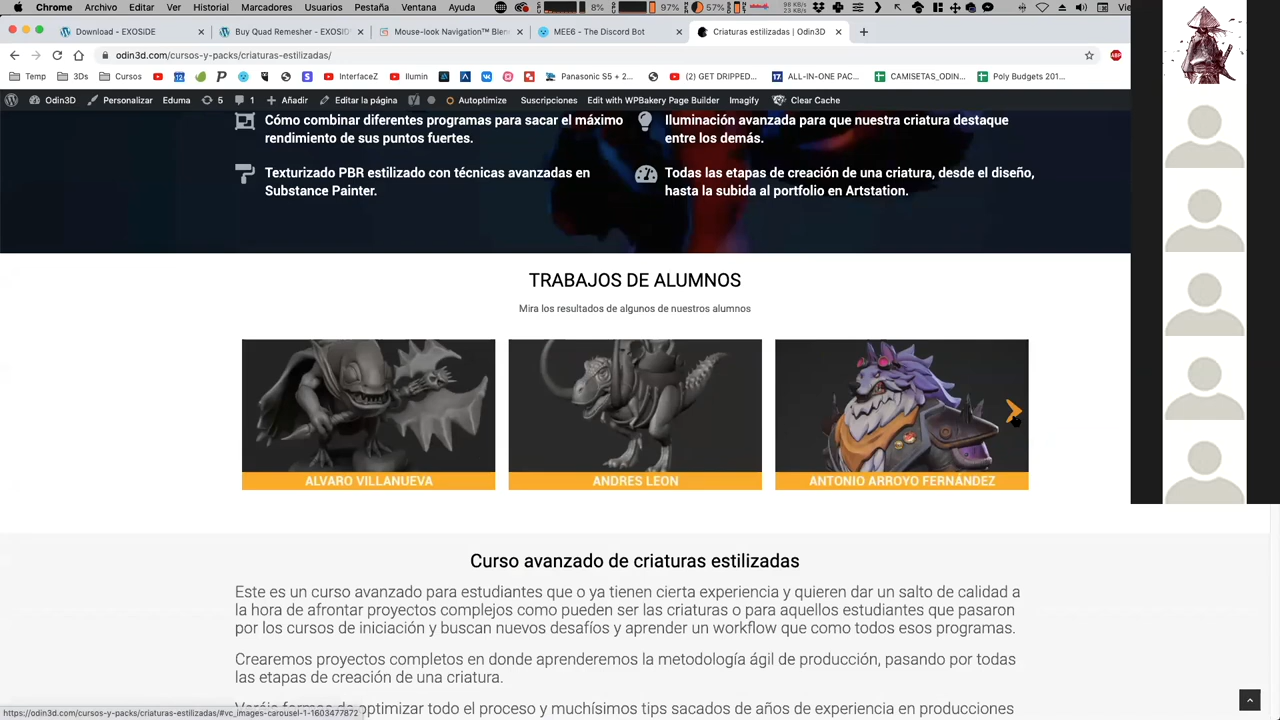 Chrome Archivo Editar Ver Historial Marcadores Usuarios Pestaña Ventana Ayuda 8% 97% 57% 98 KB/s 23 KB/s Vie
Download - EXOSIDE
Buy Quad Remesher - EXOSID
Mouse-look Navigation™ Blen
MEE6 - The Discord Bot
Criaturas estilizadas | Odin3D
odin3d.com/cursos-y-packs/criaturas-estilizadas/
Temp 3Ds Cursos InterfaceZ Ilumin Panasonic S5 + 2... (2) GET DRIPPED... ALL-IN-ONE PAC... CAMISETAS_ODIN... Poly Budgets 201...
Odin3D Personalizar Eduma 5 1 Añadir Editar la página Autoptimize Suscripciones Edit with WPBakery Page Builder Imagify Clear Cache
Cómo combinar diferentes programas para sacar el máximo
rendimiento de sus puntos fuertes.
Iluminación avanzada para que nuestra criatura destaque
entre los demás.
Texturizado PBR estilizado con técnicas avanzadas en
Substance Painter.
Todas las etapas de creación de una criatura, desde el diseño,
hasta la subida al portfolio en Artstation.
TRABAJOS DE ALUMNOS
Mira los resultados de algunos de nuestros alumnos
ALVARO VILLANUEVA
ANDRES LEON
ANTONIO ARROYO FERNÁNDEZ
Curso avanzado de criaturas estilizadas
Este es un curso avanzado para estudiantes que o ya tienen cierta experiencia y quieren dar un salto de calidad a
la hora de afrontar proyectos complejos como pueden ser las criaturas o para aquellos estudiantes que pasaron
por los cursos de iniciación y buscan nuevos desafíos y aprender un workflow que como todos esos programas.
Crearemos proyectos completos en donde aprenderemos la metodología ágil de producción, pasando por todas
las etapas de creación de una criatura.
optimizar todo el proceso y muchísimos tips sacados de años de experiencia en producciones
https://odin3d.com/cursos-y-packs/criaturas-estilizadas/#vc_images-carousel-1-1603477872